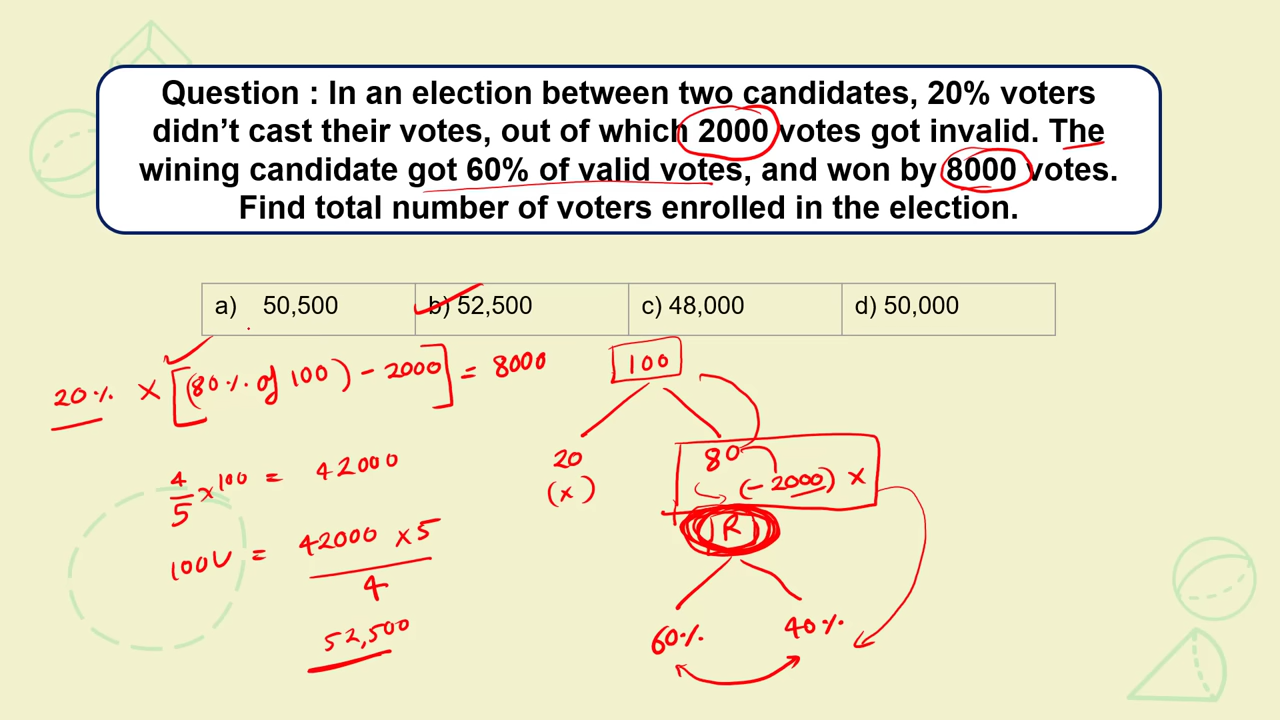 Question : In an election between two candidates, 20% voters
didn’t cast their votes, out of which 2000 votes got invalid. The
wining candidate got 60% of valid votes, and won by 8000 votes.
Find total number of voters enrolled in the election.
a) 50,500 b) 52,500 c) 48,000 d) 50,000
20% × [(80% of 100) - 2000] = 8000
4/5 × 100 = 42000
100U = 42000 × 5
4
52,500
100
20 80
(x) (-2000) x
R
60% 40%